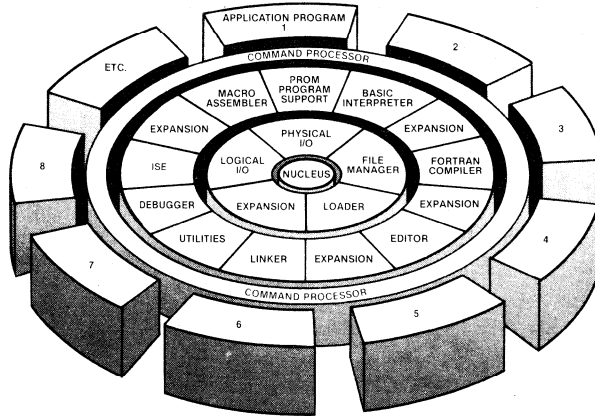 APPLICATION PROGRAM
1
2
3
4
5
6
7
8
ETC.
COMMAND PROCESSOR
MACRO
ASSEMBLER
PROM
PROGRAM
SUPPORT
BASIC
INTERPRETER
EXPANSION
FORTRAN
COMPILER
EXPANSION
EDITOR
EXPANSION
LINKER
UTILITIES
DEBUGGER
ISE
EXPANSION
PHYSICAL
I/O
FILE
MANAGER
LOADER
EXPANSION
LOGICAL
I/O
NUCLEUS
COMMAND PROCESSOR